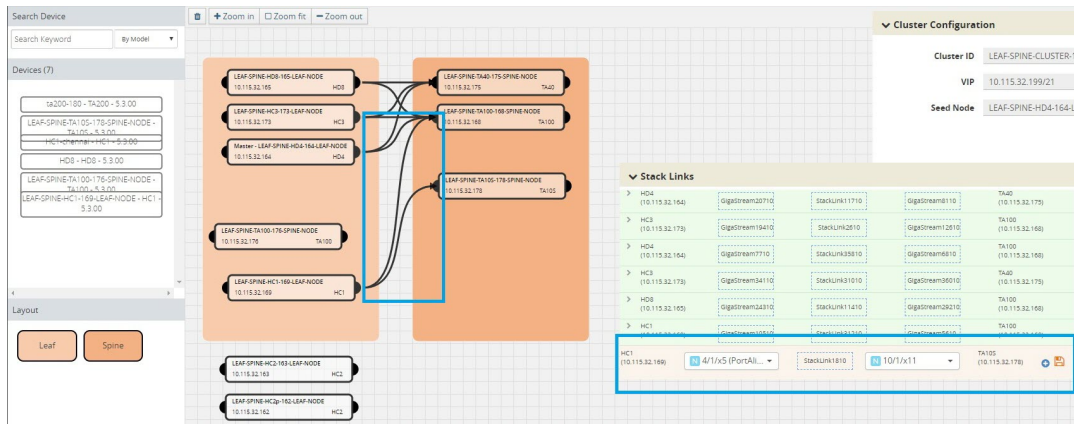 Search Device
Search Keyword
By Model
Devices (7)
ta200-180 - TA200 - 5.3.00
LEAF-SPINE-TA10S-178-SPINE-NODE -
TA10S - 5.3.00
HC1-chennai - HC1 - 5.3.00
HD8 - HD8 - 5.3.00
LEAF-SPINE-TA100-176-SPINE-NODE -
TA100 - 5.3.00
LEAF-SPINE-HC1-169-LEAF-NODE - HC1 -
5.3.00
Layout
Leaf
Spine
Zoom in
Zoom fit
Zoom out
LEAF-SPINE-HD8-165-LEAF-NODE
10.115.32.165 HD8
LEAF-SPINE-HC3-173-LEAF-NODE
10.115.32.173 HC3
Master - LEAF-SPINE-HD4-164-LEAF-NODE
10.115.32.164 HD4
LEAF-SPINE-TA100-176-SPINE-NODE
10.115.32.176 TA100
LEAF-SPINE-HC1-169-LEAF-NODE
10.115.32.169 HC1
LEAF-SPINE-HC2-163-LEAF-NODE
10.115.32.163 HC2
LEAF-SPINE-HC2p-162-LEAF-NODE
10.115.32.162 HC2
LEAF-SPINE-TA40-175-SPINE-NODE
10.115.32.175 TA40
LEAF-SPINE-TA100-168-SPINE-NODE
10.115.32.168 TA100
LEAF-SPINE-TA10S-178-SPINE-NODE
10.115.32.178 TA10S
Cluster Configuration
Cluster ID LEAF-SPINE-CLUSTER-1
VIP 10.115.32.199/21
Seed Node LEAF-SPINE-HD4-164-L
Stack Links
HD4 GigaStream20710 StackLink11710 GigaStream8110 TA40
(10.115.32.164) (10.115.32.175)
HC3 GigaStream19410 StackLink2610 GigaStream12610 TA100
(10.115.32.173) (10.115.32.168)
HD4 GigaStream7710 StackLink35810 GigaStream6810 TA100
(10.115.32.164) (10.115.32.168)
HC3 GigaStream34110 StackLink31010 GigaStream36010 TA40
(10.115.32.173) (10.115.32.175)
HD8 GigaStream24310 StackLink11410 GigaStream29210 TA100
(10.115.32.165) (10.115.32.168)
HC1 TA100
HC1 4/1/x5 (PortAli... StackLink1810 10/1/x11 TA10S
(10.115.32.169) (10.115.32.178)